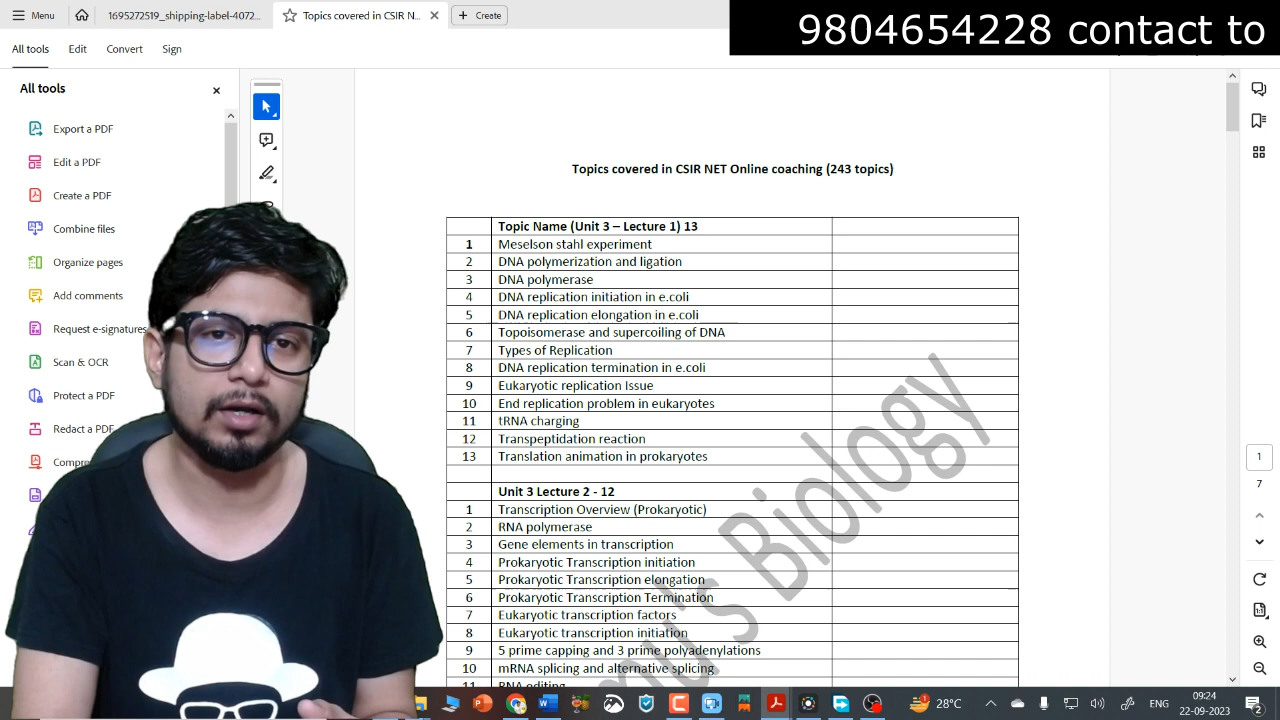 Menu
1695272519_shipping-label-4072...
Topics covered in CSIR N...
Create
9804654228 contact to
All tools
Edit
Convert
Sign
All tools
Export a PDF
Edit a PDF
Create a PDF
Combine files
Organize pages
Add comments
Request e-signatures
Scan & OCR
Protect a PDF
Redact a PDF
Topics covered in CSIR NET Online coaching (243 topics)
Topic Name (Unit 3 – Lecture 1) 13
1 Meselson stahl experiment
2 DNA polymerization and ligation
3 DNA polymerase
4 DNA replication initiation in e.coli
5 DNA replication elongation in e.coli
6 Topoisomerase and supercoiling of DNA
7 Types of Replication
8 DNA replication termination in e.coli
9 Eukaryotic replication Issue
10 End replication problem in eukaryotes
11 tRNA charging
12 Transpeptidation reaction
13 Translation animation in prokaryotes
Unit 3 Lecture 2 - 12
1 Transcription Overview (Prokaryotic)
2 RNA polymerase
3 Gene elements in transcription
4 Prokaryotic Transcription initiation
5 Prokaryotic Transcription elongation
6 Prokaryotic Transcription Termination
7 Eukaryotic transcription factors
8 Eukaryotic transcription initiation
9 5 prime capping and 3 prime polyadenylations
10 mRNA splicing and alternative splicing
11 RNA editing
Biology
1
7
28°C
ENG
09:24
22-09-2023
2